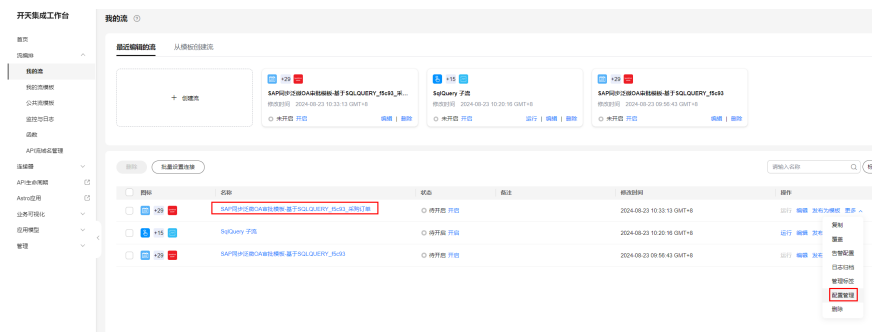 开天集成工作台
首页
流编排
我的流
我的流模板
公共流模板
监控与日志
函数
API流域名管理
连接器
API生命周期
Astro应用
业务可视化
应用模型
管理
我的流
最近编辑的流 从模板创建流
+ 创建流
+29
SAP同步泛微OA审批模板-基于SQLQUERY_f5c93_采...
修改时间 2024-08-23 10:33:13 GMT+8
未开启 开启 编辑 | 删除
+15
SqlQuery 子流
修改时间 2024-08-23 10:20:16 GMT+8
未开启 开启 运行 | 编辑 | 删除
+29
SAP同步泛微OA审批模板-基于SQLQUERY_f5c93
修改时间 2024-08-23 09:56:43 GMT+8
未开启 开启 编辑 | 删除
删除 批量设置连接 请输入名称
图标 名称 状态 备注 修改时间 操作
+29 SAP同步泛微OA审批模板-基于SQLQUERY_f5c93_采购订单 待开启 开启 2024-08-23 10:33:13 GMT+8 运行 编辑 发布为模板 更多
+15 SqlQuery 子流 待开启 开启 2024-08-23 10:20:16 GMT+8 运行 编辑 发布
+29 SAP同步泛微OA审批模板-基于SQLQUERY_f5c93 待开启 开启 2024-08-23 09:56:43 GMT+8 运行 编辑 发布
复制
覆盖
告警配置
日志归档
管理标签
配置管理
删除